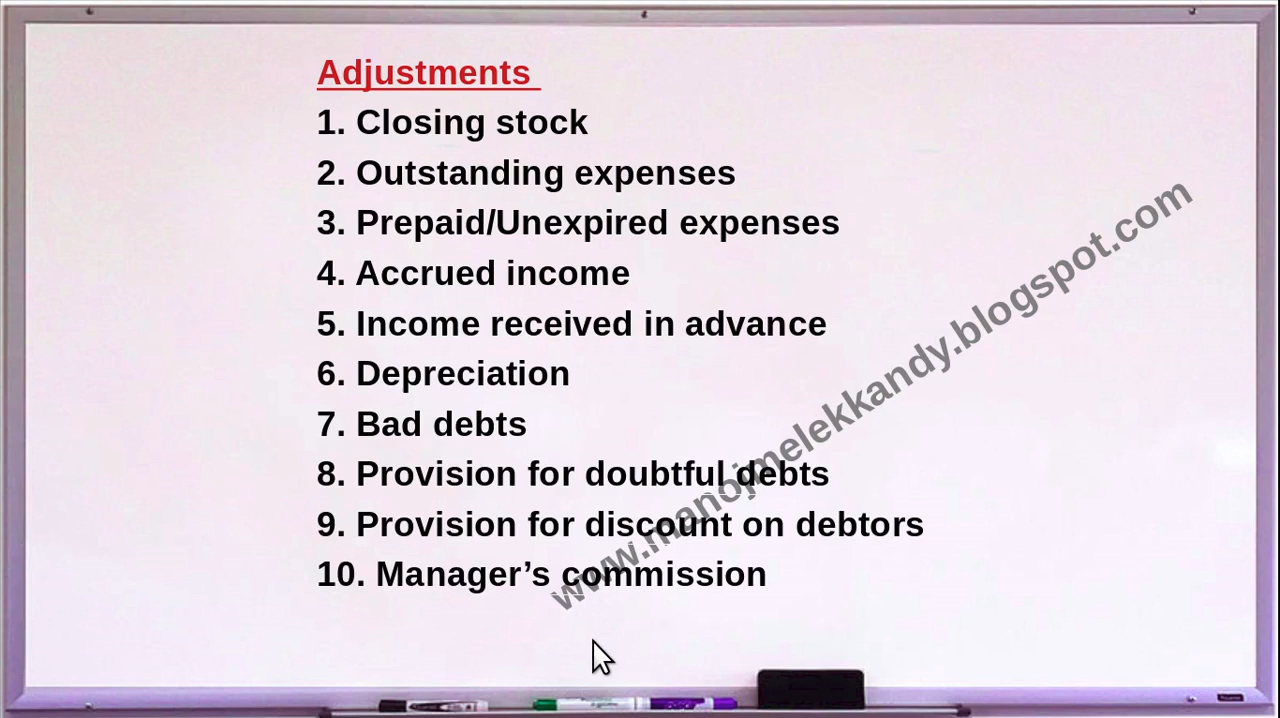 Adjustments
1. Closing stock
2. Outstanding expenses
3. Prepaid/Unexpired expenses
4. Accrued income
5. Income received in advance
6. Depreciation
7. Bad debts
8. Provision for doubtful debts
9. Provision for discount on debtors
10. Manager’s commission
www.manojmelekkandy.blogspot.com